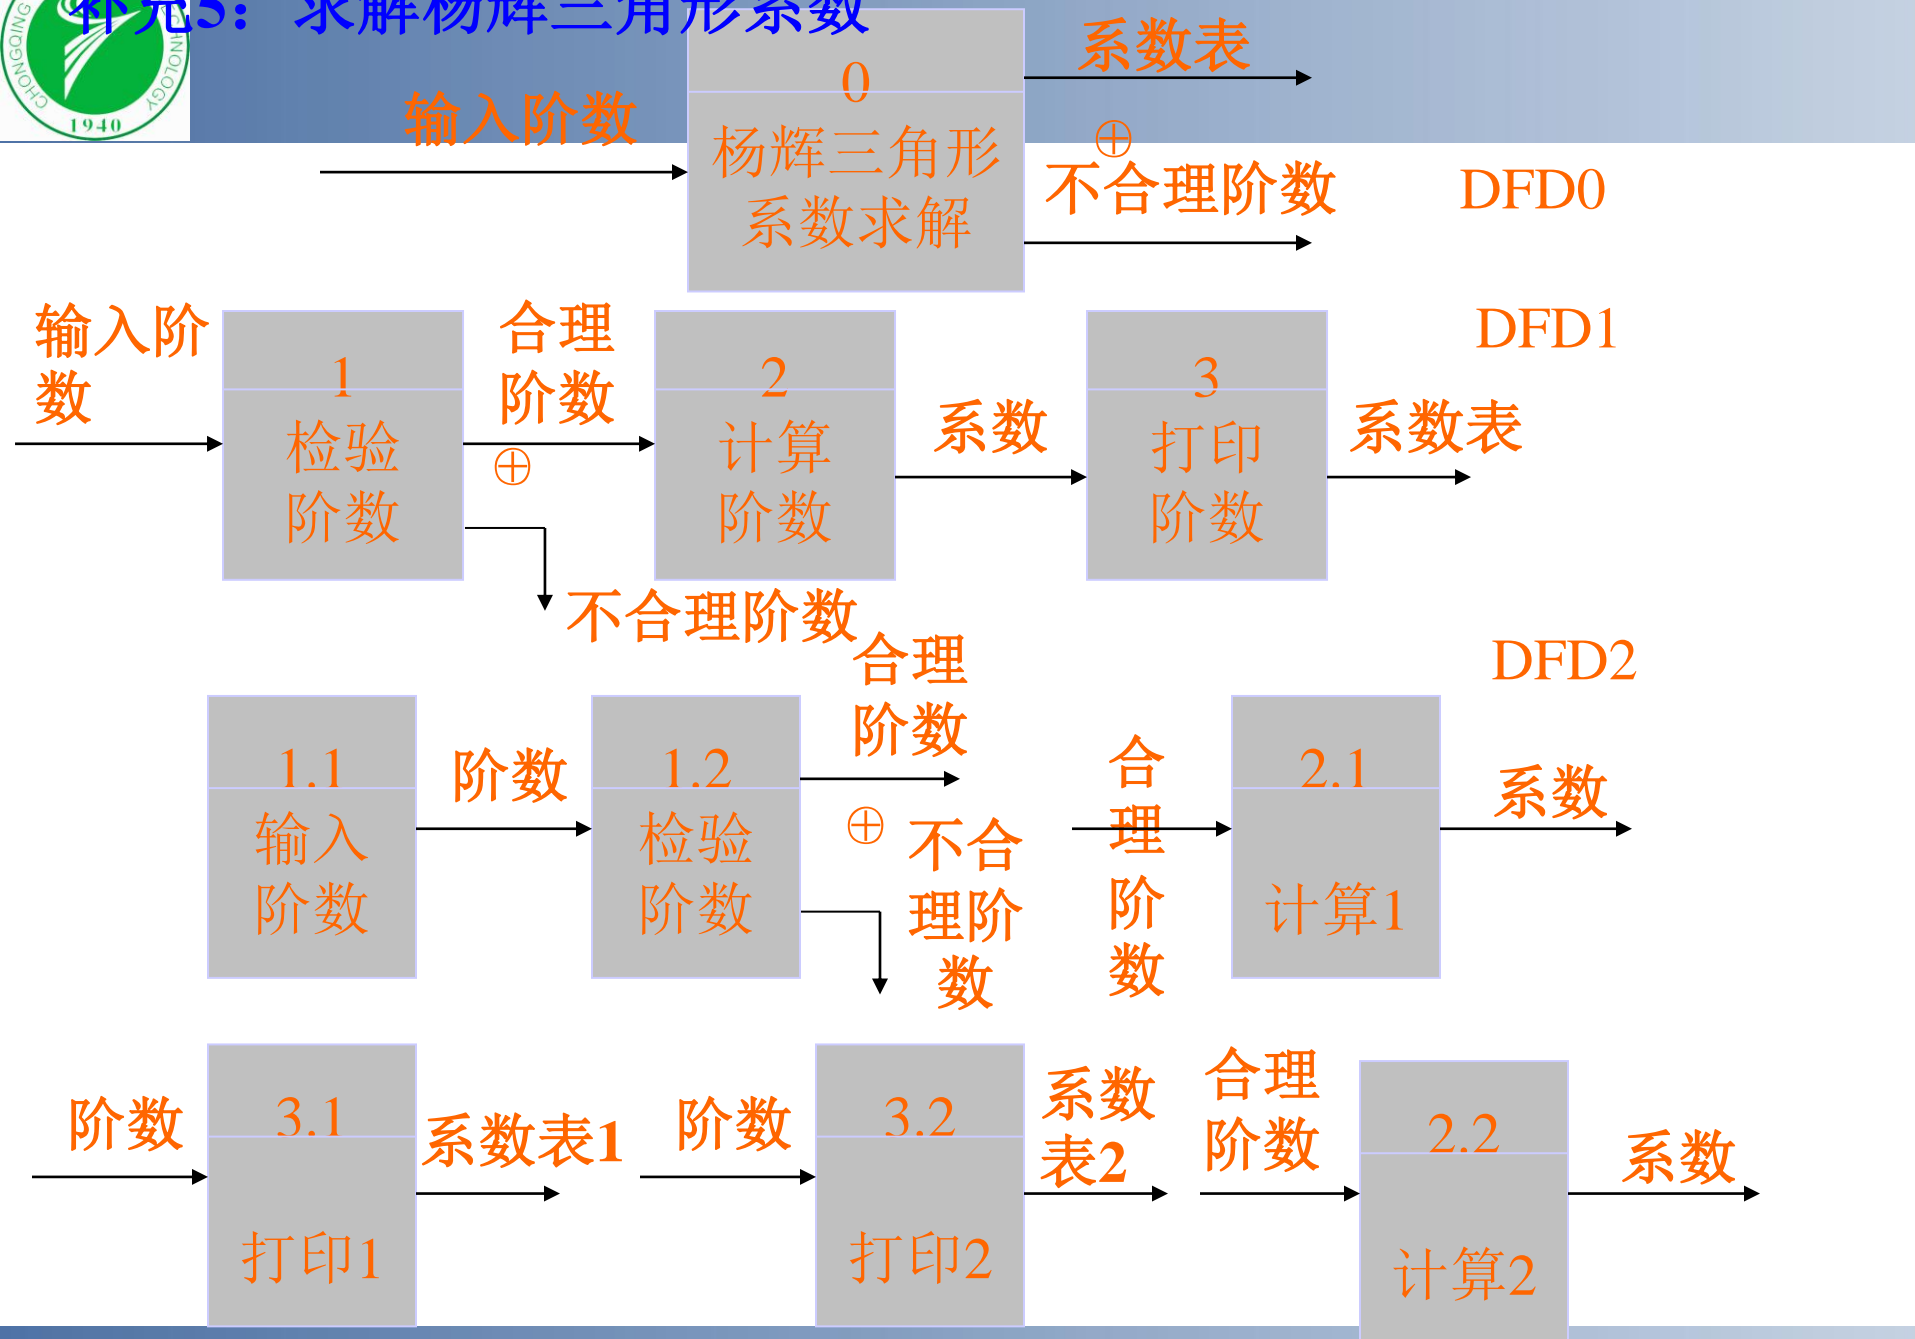 补充5：求解杨辉三角形系数
CHONGQING
HNOLOGY
1940
输入阶数
0
杨辉三角形
系数求解
系数表
⊕
不合理阶数
DFD0
输入阶
数
1
检验
阶数
合理
阶数
⊕
不合理阶数
2
计算
阶数
系数
3
打印
阶数
系数表
DFD1
DFD2
1.1
输入
阶数
阶数
1.2
检验
阶数
合理
阶数
⊕
不合
理阶
数
合
理
阶
数
2.1
计算1
系数
阶数
3.1
打印1
系数表1
阶数
3.2
打印2
系数
表2
合理
阶数
2.2
计算2
系数